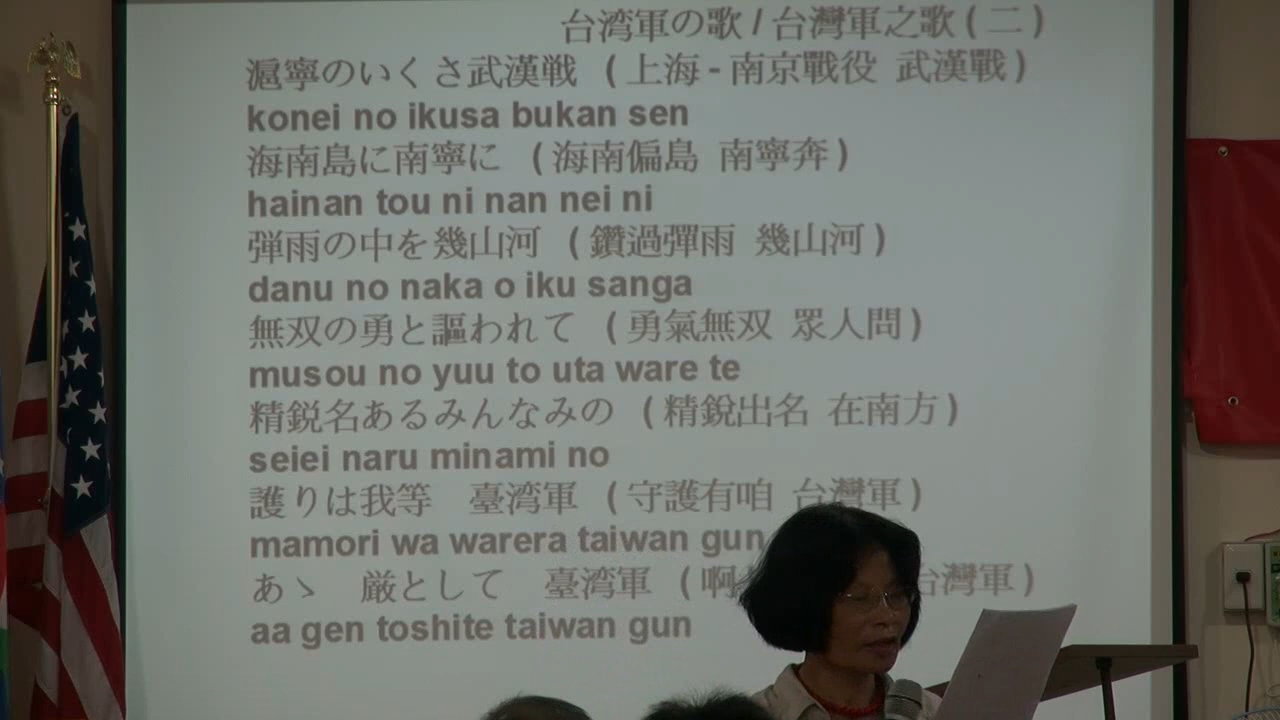 台湾軍の歌 / 台灣軍之歌 ( 二 )
滬寧のいくさ武漢戦 ( 上海 - 南京戰役 武漢戰 )
konei no ikusa bukan sen
海南島に南寧に ( 海南偏島 南寧奔 )
hainan tou ni nan nei ni
弾雨の中を幾山河 ( 鑽過彈雨 幾山河 )
danu no naka o iku sanga
無双の勇と謳われて ( 勇氣無双 眾人問 )
musou no yuu to uta ware te
精鋭名あるみんなみの ( 精銳出名 在南方 )
seiei naru minami no
護りは我等 臺湾軍 ( 守護有咱 台灣軍 )
mamori wa warera taiwan gun
あゝ 厳として 臺湾軍 ( 啊 台灣軍 )
aa gen toshite taiwan gun